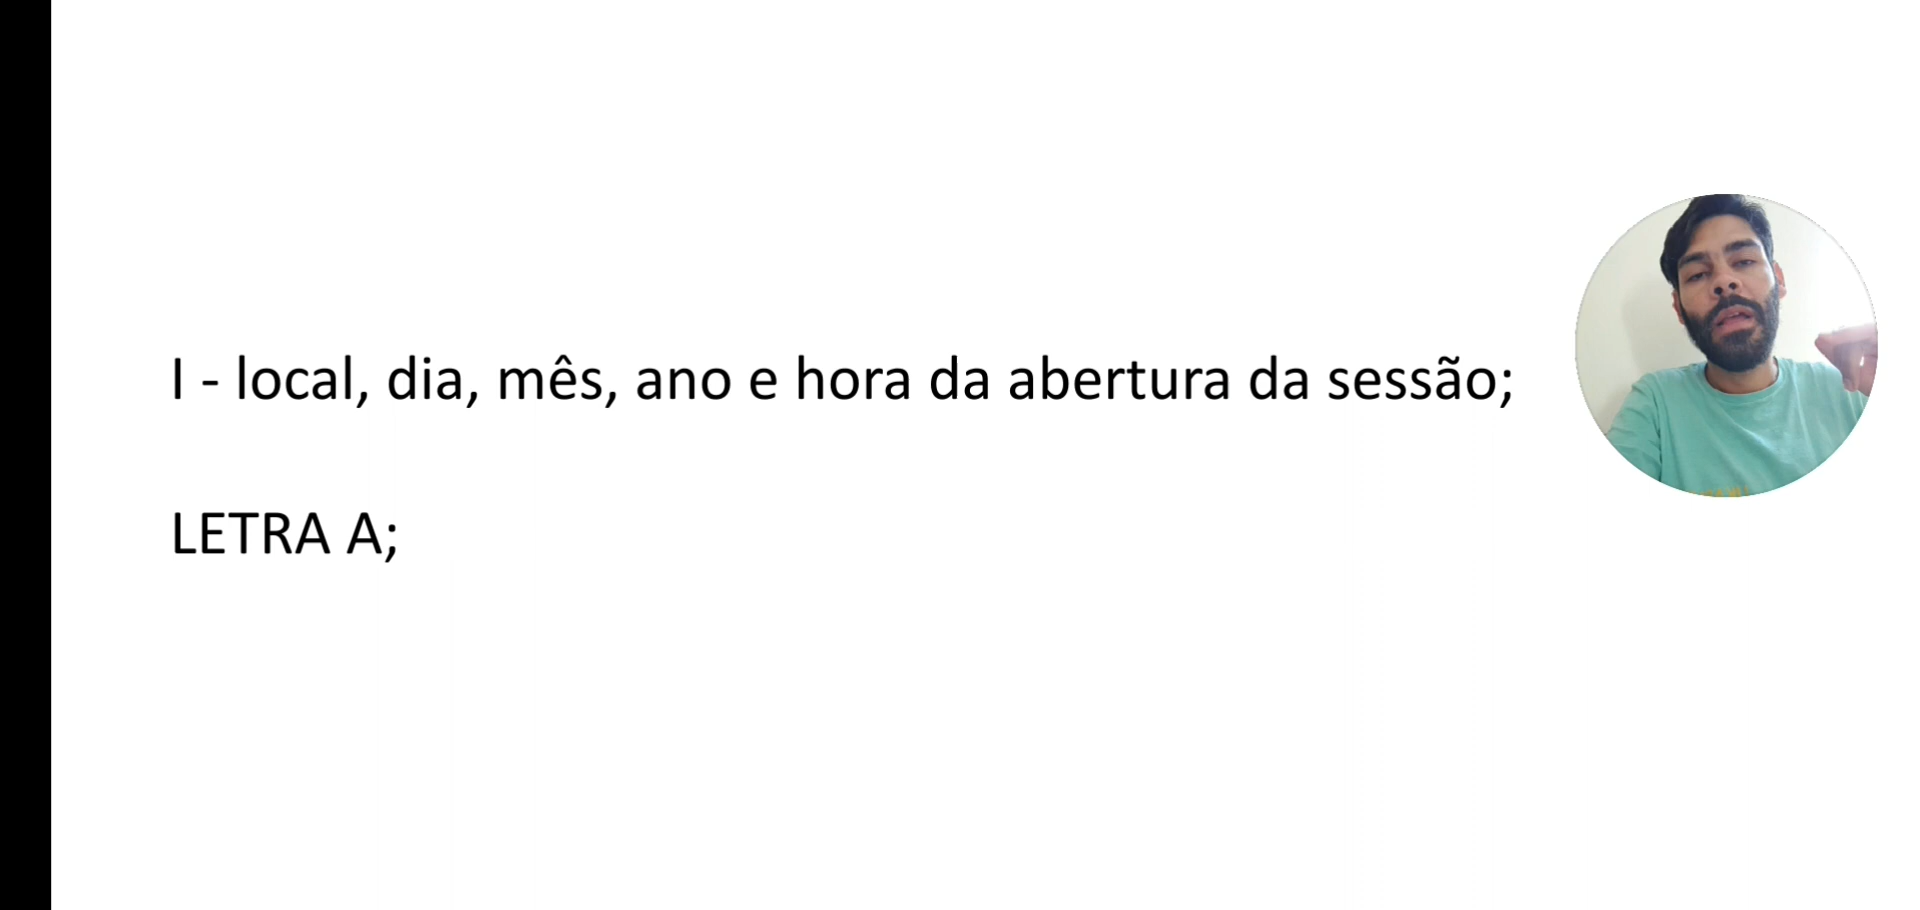 I - local, dia, mês, ano e hora da abertura da sessão;
LETRA A;